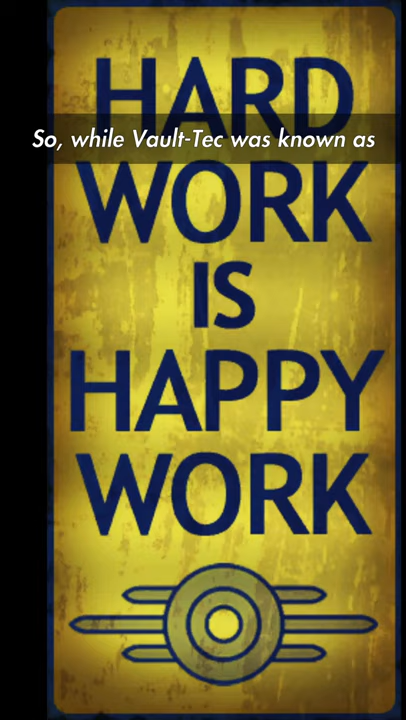 HARD
So, while Vault-Tec was known as
WORK
IS
HAPPY
WORK